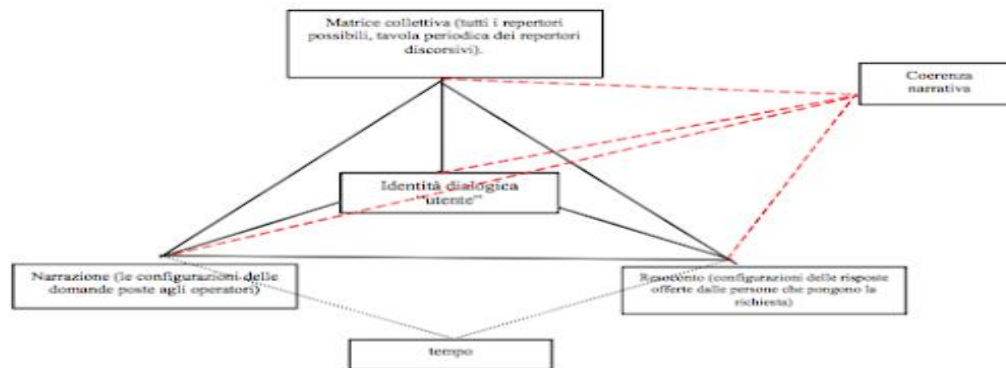 Matrice collettiva (tutti i repertori
possibili, tavola periodica dei repertori
discorsivi).
Coerenza
narrativa
Identità dialogica
"utente"
Narrazione (le configurazioni delle
domande poste agli operatori)
Resoconto (configurazioni delle risposte
offerte dalle persone che pongono la
richiesta)
tempo